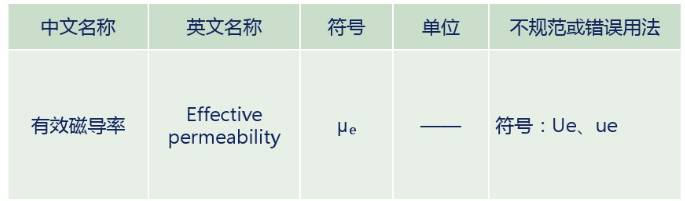 中文名称 英文名称 符号 单位 不规范或错误用法
有效磁导率 Effective permeability μₑ —— 符号：Ue、ue